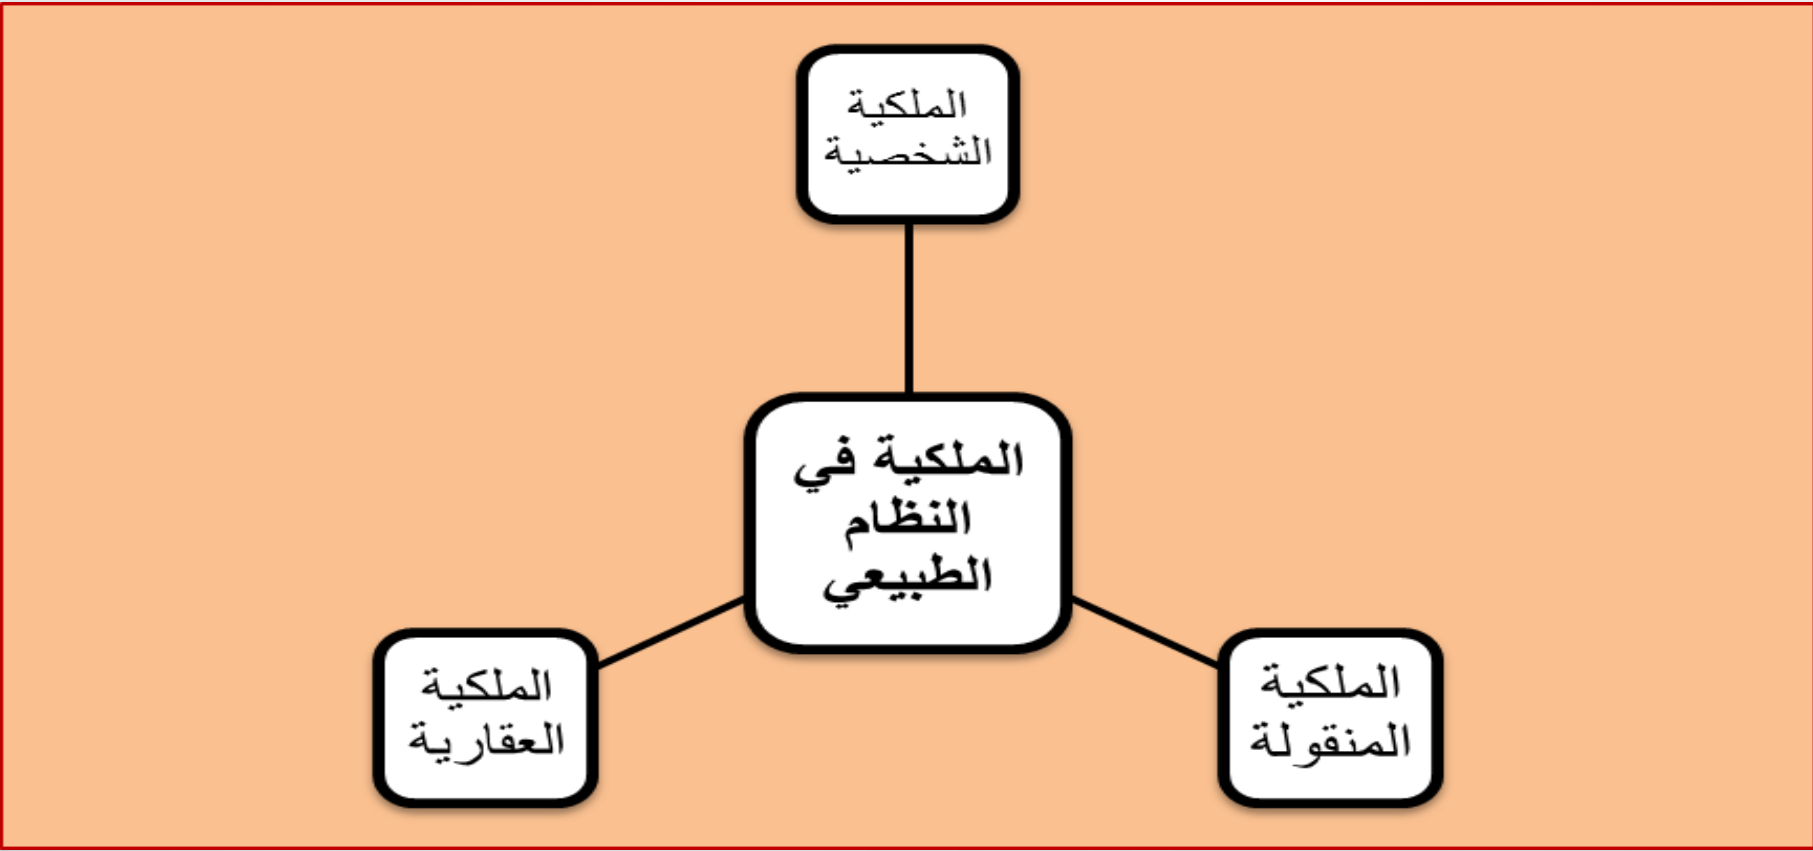 الملكية
الشخصية
الملكية في
النظام
الطبيعي
الملكية
المنقولة
الملكية
العقارية